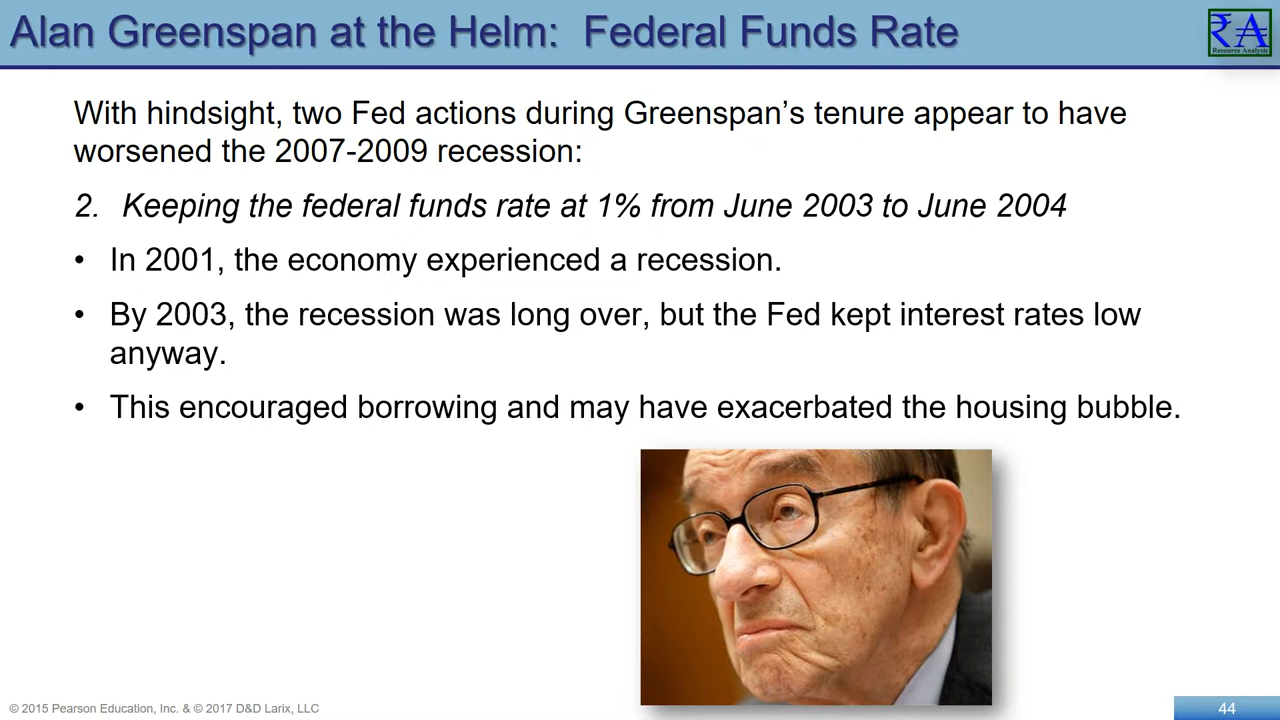 Alan Greenspan at the Helm:  Federal Funds Rate
₹A
Resource Analysis
With hindsight, two Fed actions during Greenspan’s tenure appear to have
worsened the 2007-2009 recession:
2. Keeping the federal funds rate at 1% from June 2003 to June 2004
• In 2001, the economy experienced a recession.
• By 2003, the recession was long over, but the Fed kept interest rates low
anyway.
• This encouraged borrowing and may have exacerbated the housing bubble.
© 2015 Pearson Education, Inc. & © 2017 D&D Larix, LLC
44